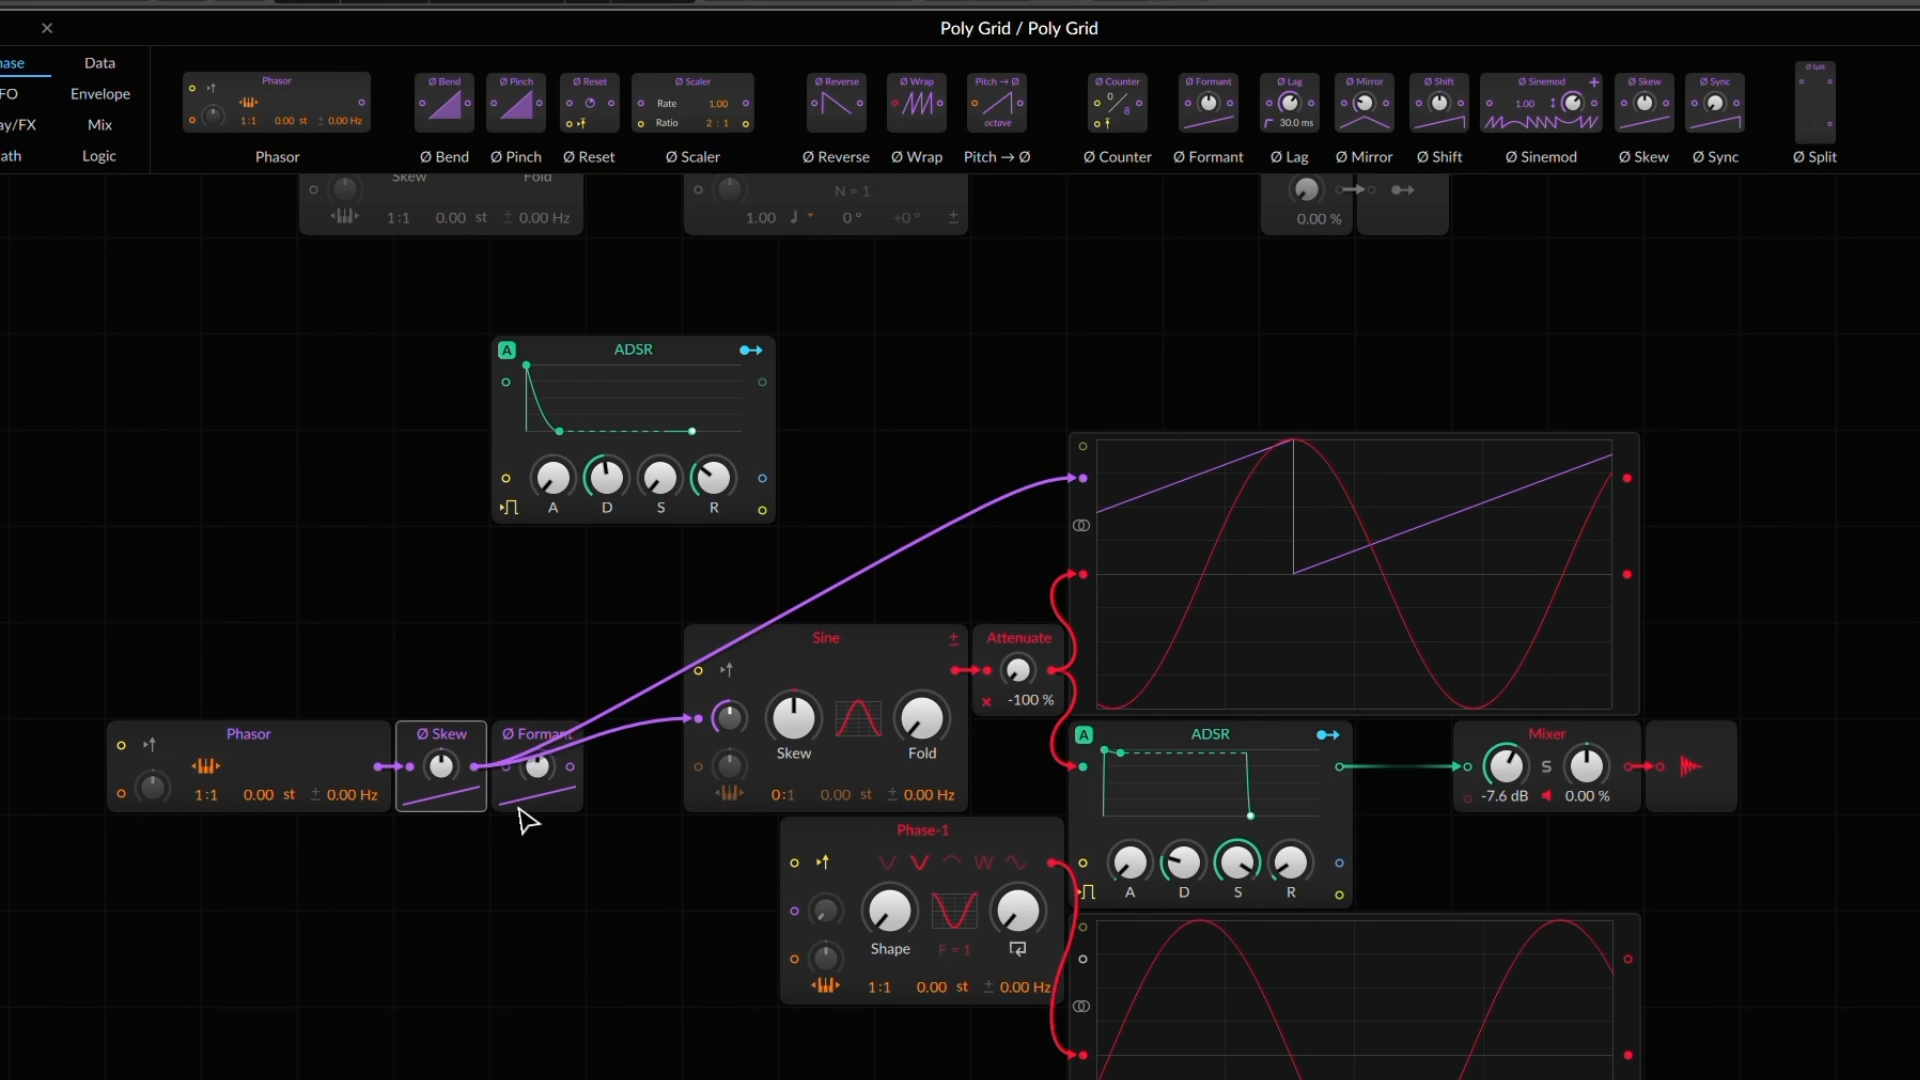 Poly Grid / Poly Grid
Data
Envelope
Mix
Logic
Phasor
1:1 0.00 st ± 0.00 Hz
Phasor
Ø Bend
Ø Bend
Ø Pinch
Ø Pinch
Ø Reset
Ø Reset
Ø Scaler
Rate 1.00
Ratio 2 : 1
Ø Scaler
Ø Reverse
Ø Reverse
Ø Wrap
Ø Wrap
Pitch → Ø
octave
Pitch → Ø
Ø Counter
0
8
Ø Counter
Ø Formant
Ø Formant
Ø Lag
30.0 ms
Ø Lag
Ø Mirror
Ø Mirror
Ø Shift
Ø Shift
Ø Sinemod
1.00
Ø Sinemod
Ø Skew
Ø Skew
Ø Sync
Ø Sync
Ø Split
Ø Split
Skew Fold
1:1 0.00 st ± 0.00 Hz
N = 1
1.00 0° +0° ±
0.00 %
A ADSR
A D S R
Sine ±
Skew Fold
0:1 0.00 st ± 0.00 Hz
Attenuate
-100 %
Phasor
1:1 0.00 st ± 0.00 Hz
Ø Skew
Ø Formant
A ADSR
A D S R
Mixer
S
-7.6 dB 0.00 %
Phase-1
Shape F = 1
1:1 0.00 st ± 0.00 Hz